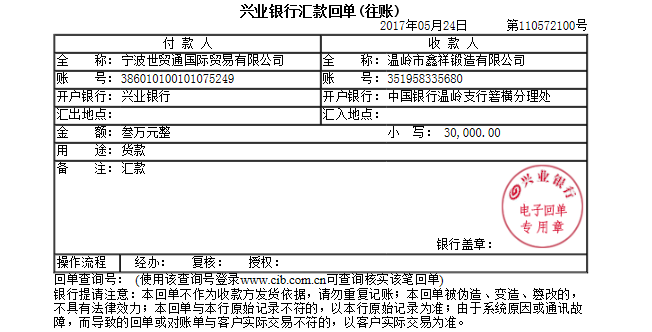 兴业银行汇款回单(往账)
2017年05月24日 第110572100号
付 款 人 收 款 人
全 称：宁波世贸通国际贸易有限公司 全 称：温岭市鑫祥锻造有限公司
账 号：386010100101075249 账 号：351958335680
开户银行：兴业银行 开户银行：中国银行温岭支行箬横分理处
汇出地点： 汇入地点：
金 额：叁万元整 小 写：30,000.00
用 途：货款
备 注：汇款
兴业银行
电子回单
专用章
银行盖章：
操作流程 经办： 复核： 授权：
回单查询号： (使用该查询号登录www.cib.com.cn可查询核实该笔回单)
银行提请注意：本回单不作为收款方发货依据，请勿重复记账；本回单被伪造、变造、篡改的，
不具有法律效力；本回单与本行原始记录不符的，以本行原始记录为准；由于系统原因或通讯故
障，而导致的回单或对账单与客户实际交易不符的，以客户实际交易为准。